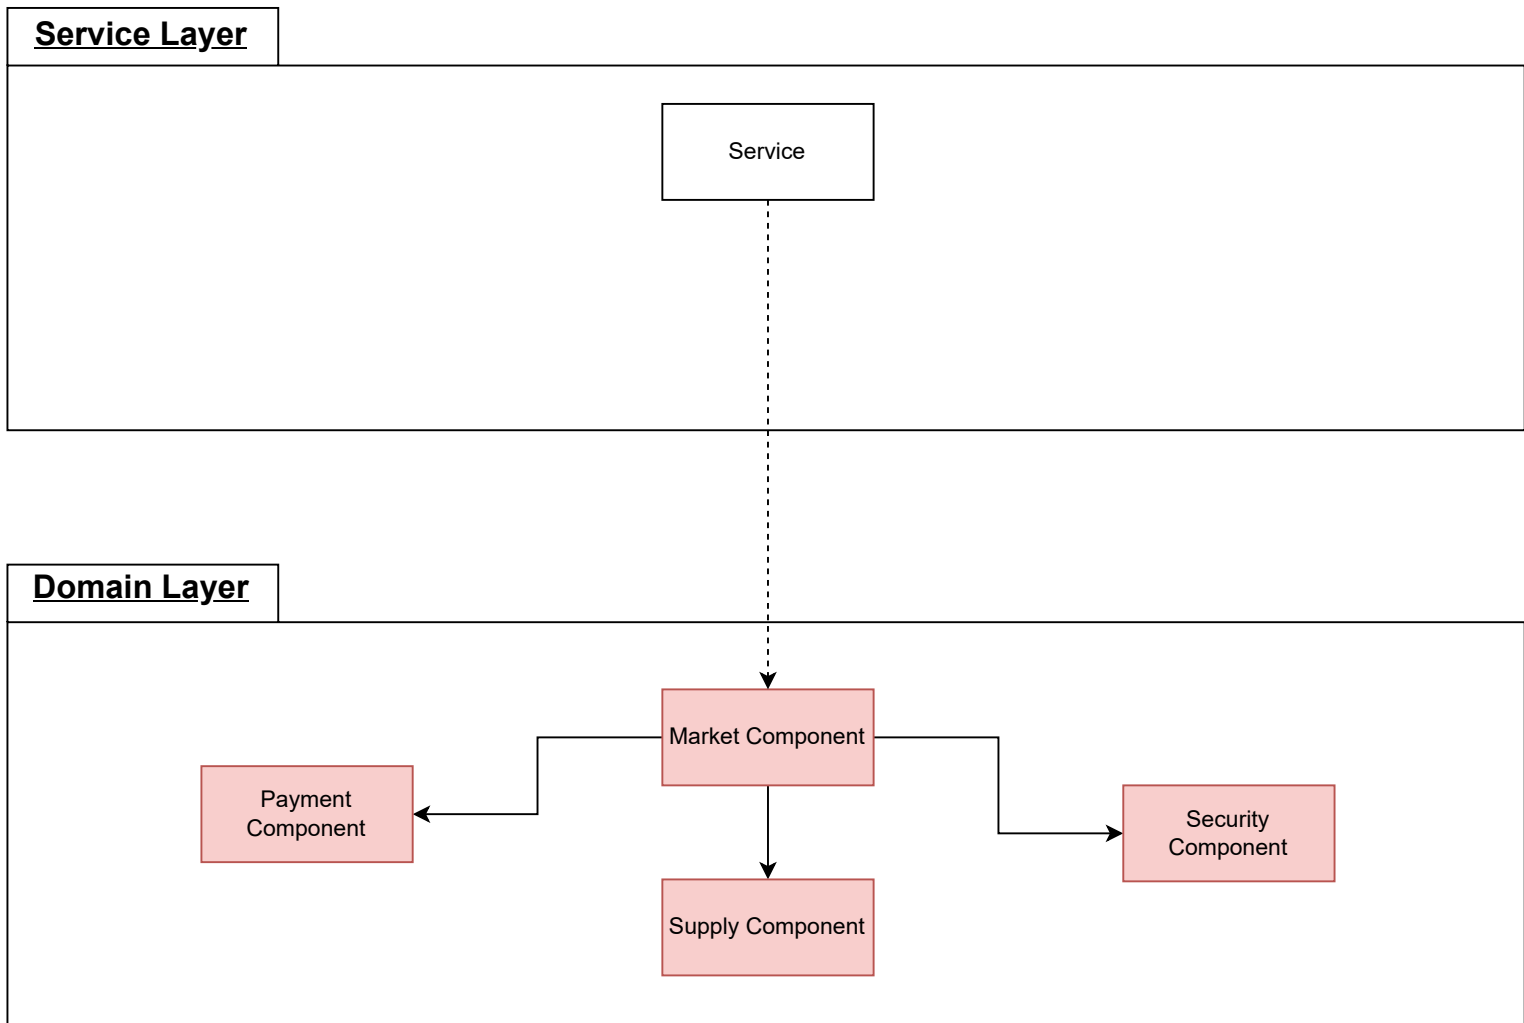 Service Layer
Service
Domain Layer
Market Component
Payment
Component
Security
Component
Supply Component